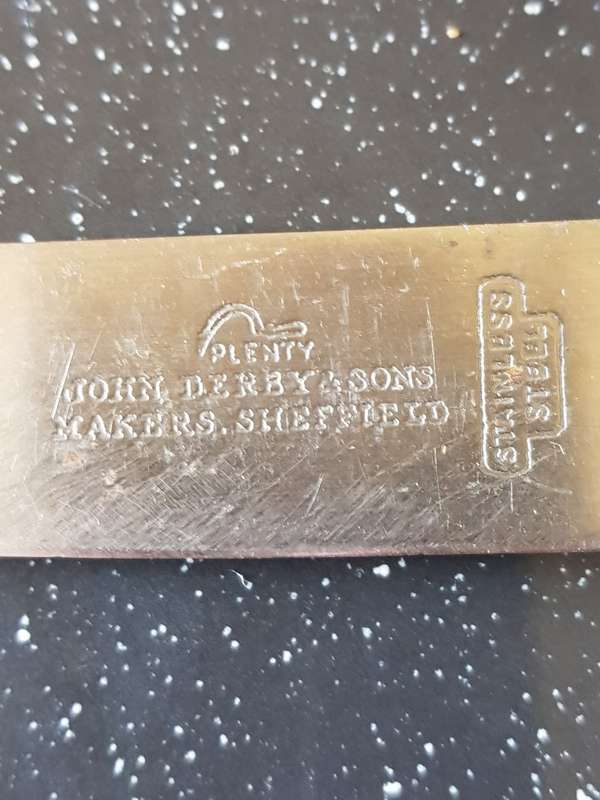 PLENTY
JOHN. DERBY & SONS
MAKERS. SHEFFIELD
STAINLESS
STEEL